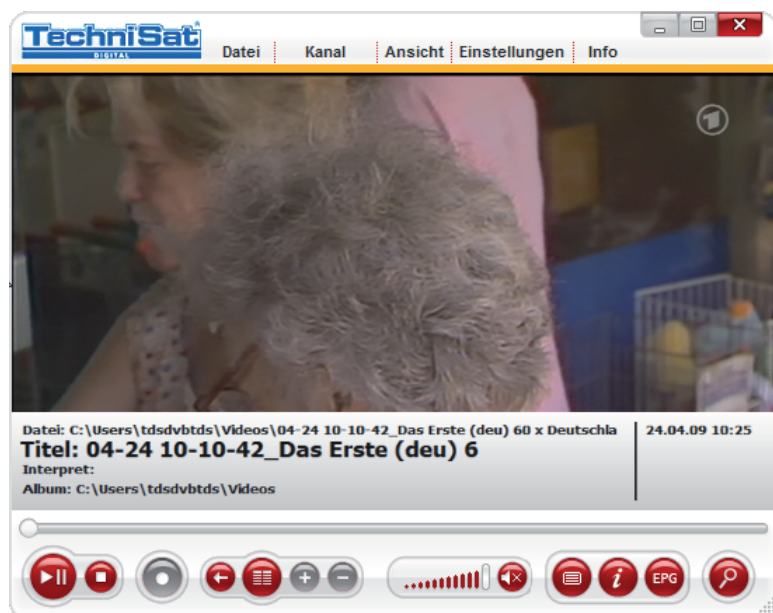 TechniSat
DIGITAL
Datei Kanal Ansicht Einstellungen Info
1
Datei: C:\Users\tdsdvbtds\Videos\04-24 10-10-42_Das Erste (deu) 60 x Deutschla
24.04.09 10:25
Titel: 04-24 10-10-42_Das Erste (deu) 6
Interpret:
Album: C:\Users\tdsdvbtds\Videos
i
EPG